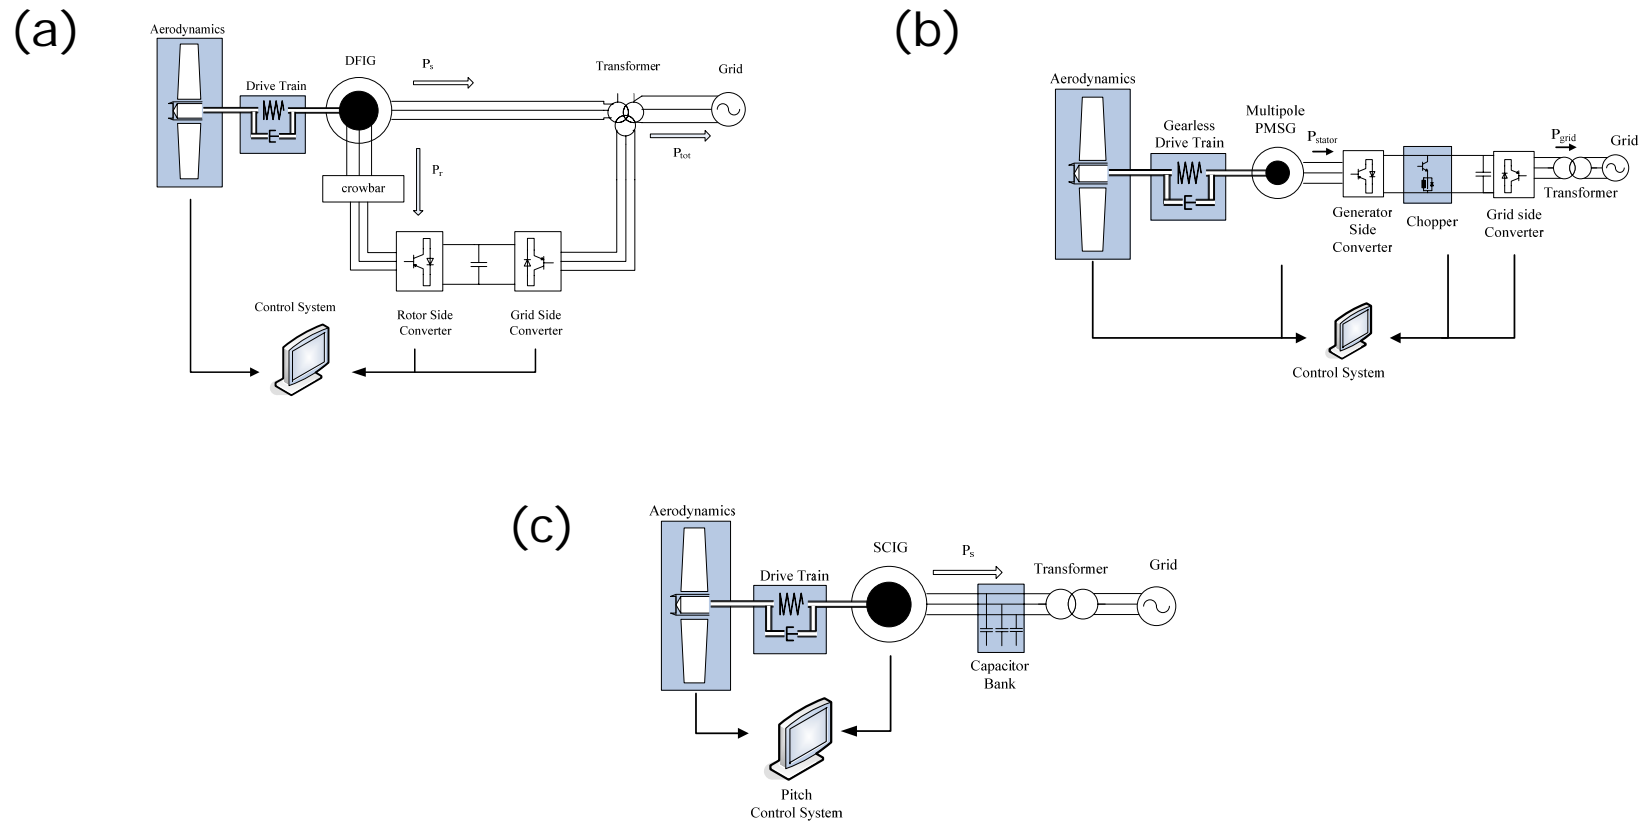 (a)
Aerodynamics
Drive Train
DFIG
Ps
Transformer
Grid
Ptot
Pr
crowbar
Control System
Rotor Side
Converter
Grid Side
Converter
(b)
Aerodynamics
Gearless
Drive Train
Multipole
PMSG
Pstator
Pgrid
Grid
Transformer
Generator
Side
Converter
Chopper
Grid side
Converter
Control System
(c)
Aerodynamics
Drive Train
SCIG
Ps
Transformer
Grid
Capacitor
Bank
Pitch
Control System